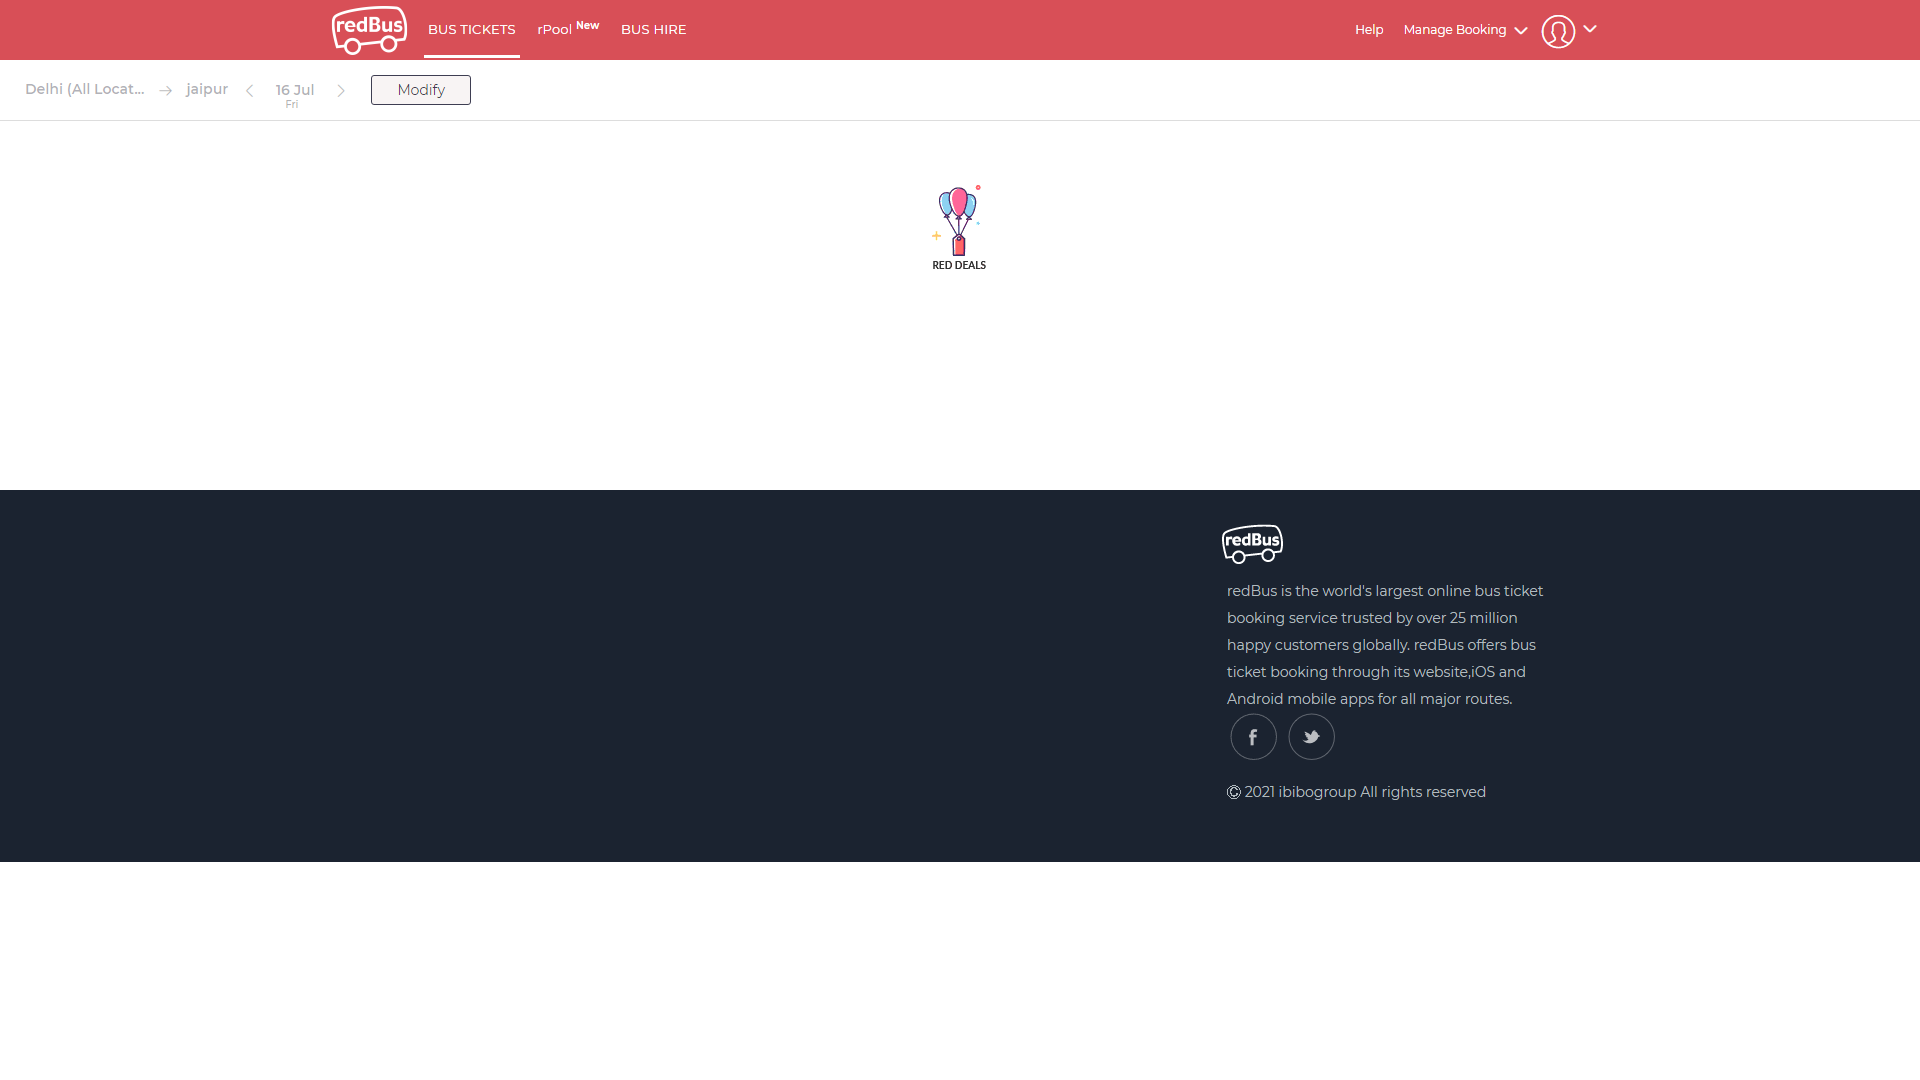 redBus
BUS TICKETS
rPool New
BUS HIRE
Help
Manage Booking
Delhi (All Locat...
jaipur
16 Jul
Fri
Modify
RED DEALS
redBus
redBus is the world's largest online bus ticket
booking service trusted by over 25 million
happy customers globally. redBus offers bus
ticket booking through its website,iOS and
Android mobile apps for all major routes.
f
© 2021 ibibogroup All rights reserved